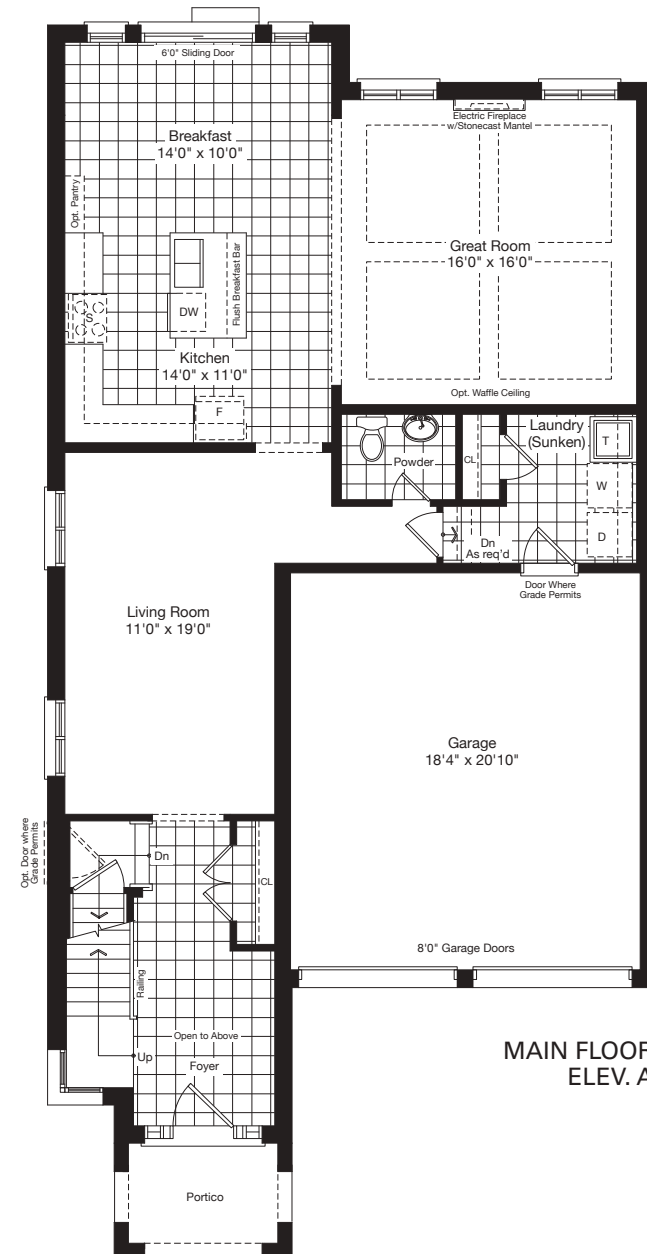 6'0" Sliding Door
Breakfast
14'0" x 10'0"
Electric Fireplace
w/Stonecast Mantel
Opt. Pantry
Great Room
16'0" x 16'0"
Flush Breakfast Bar
DW
S
Kitchen
14'0" x 11'0"
F
Opt. Waffle Ceiling
Laundry
(Sunken)
T
Powder
CL
W
D
Dn
As req'd
Door Where
Grade Permits
Living Room
11'0" x 19'0"
Garage
18'4" x 20'10"
Opt. Door where
Grade Permits
Dn
CL
8'0" Garage Doors
Railing
Open to Above
Up
Foyer
MAIN FLOOR
ELEV. A
Portico